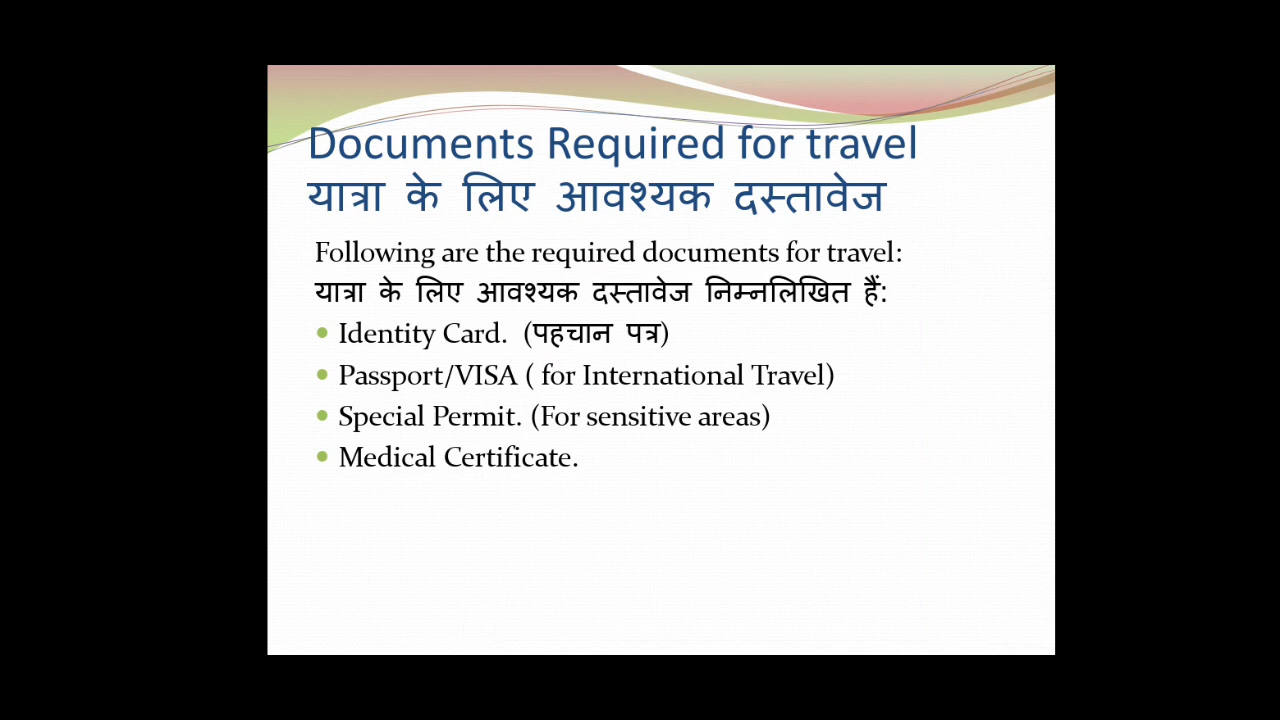 Documents Required for travel
यात्रा के लिए आवश्यक दस्तावेज
Following are the required documents for travel:
यात्रा के लिए आवश्यक दस्तावेज निम्नलिखित हैं:
• Identity Card. (पहचान पत्र)
• Passport/VISA ( for International Travel)
• Special Permit. (For sensitive areas)
• Medical Certificate.